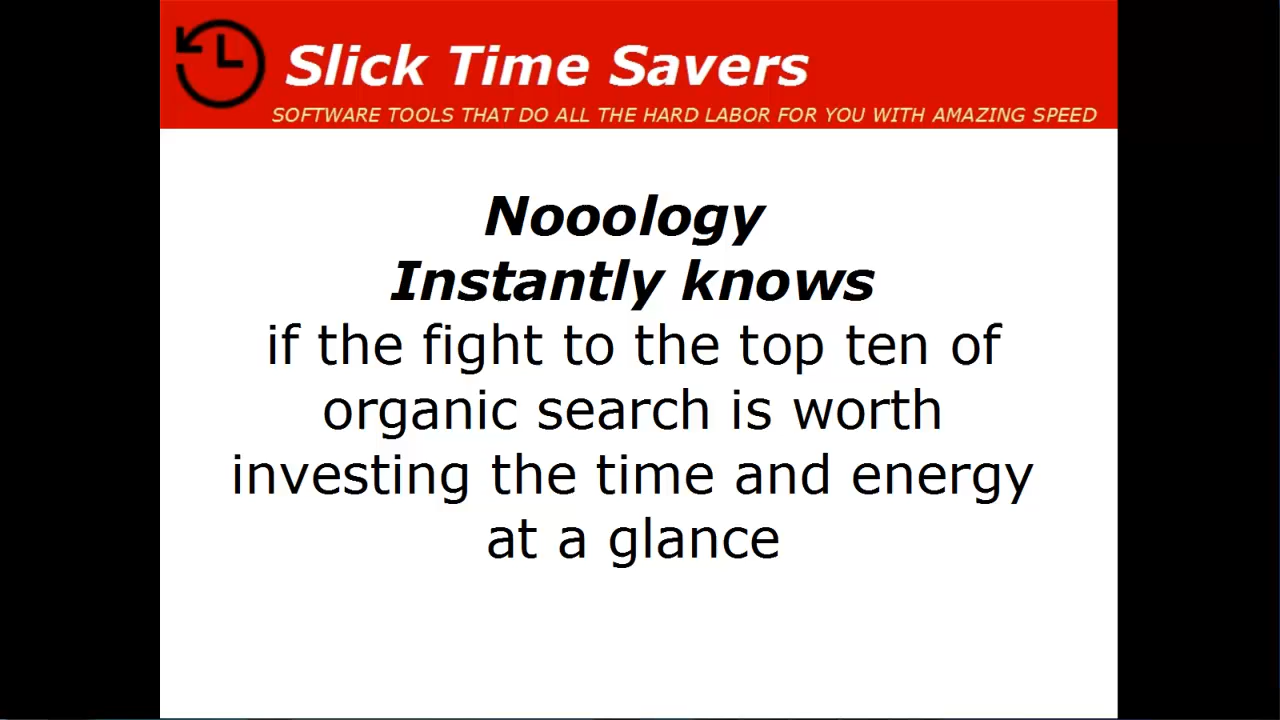 Slick Time Savers
SOFTWARE TOOLS THAT DO ALL THE HARD LABOR FOR YOU WITH AMAZING SPEED
Nooology
Instantly knows
if the fight to the top ten of
organic search is worth
investing the time and energy
at a glance